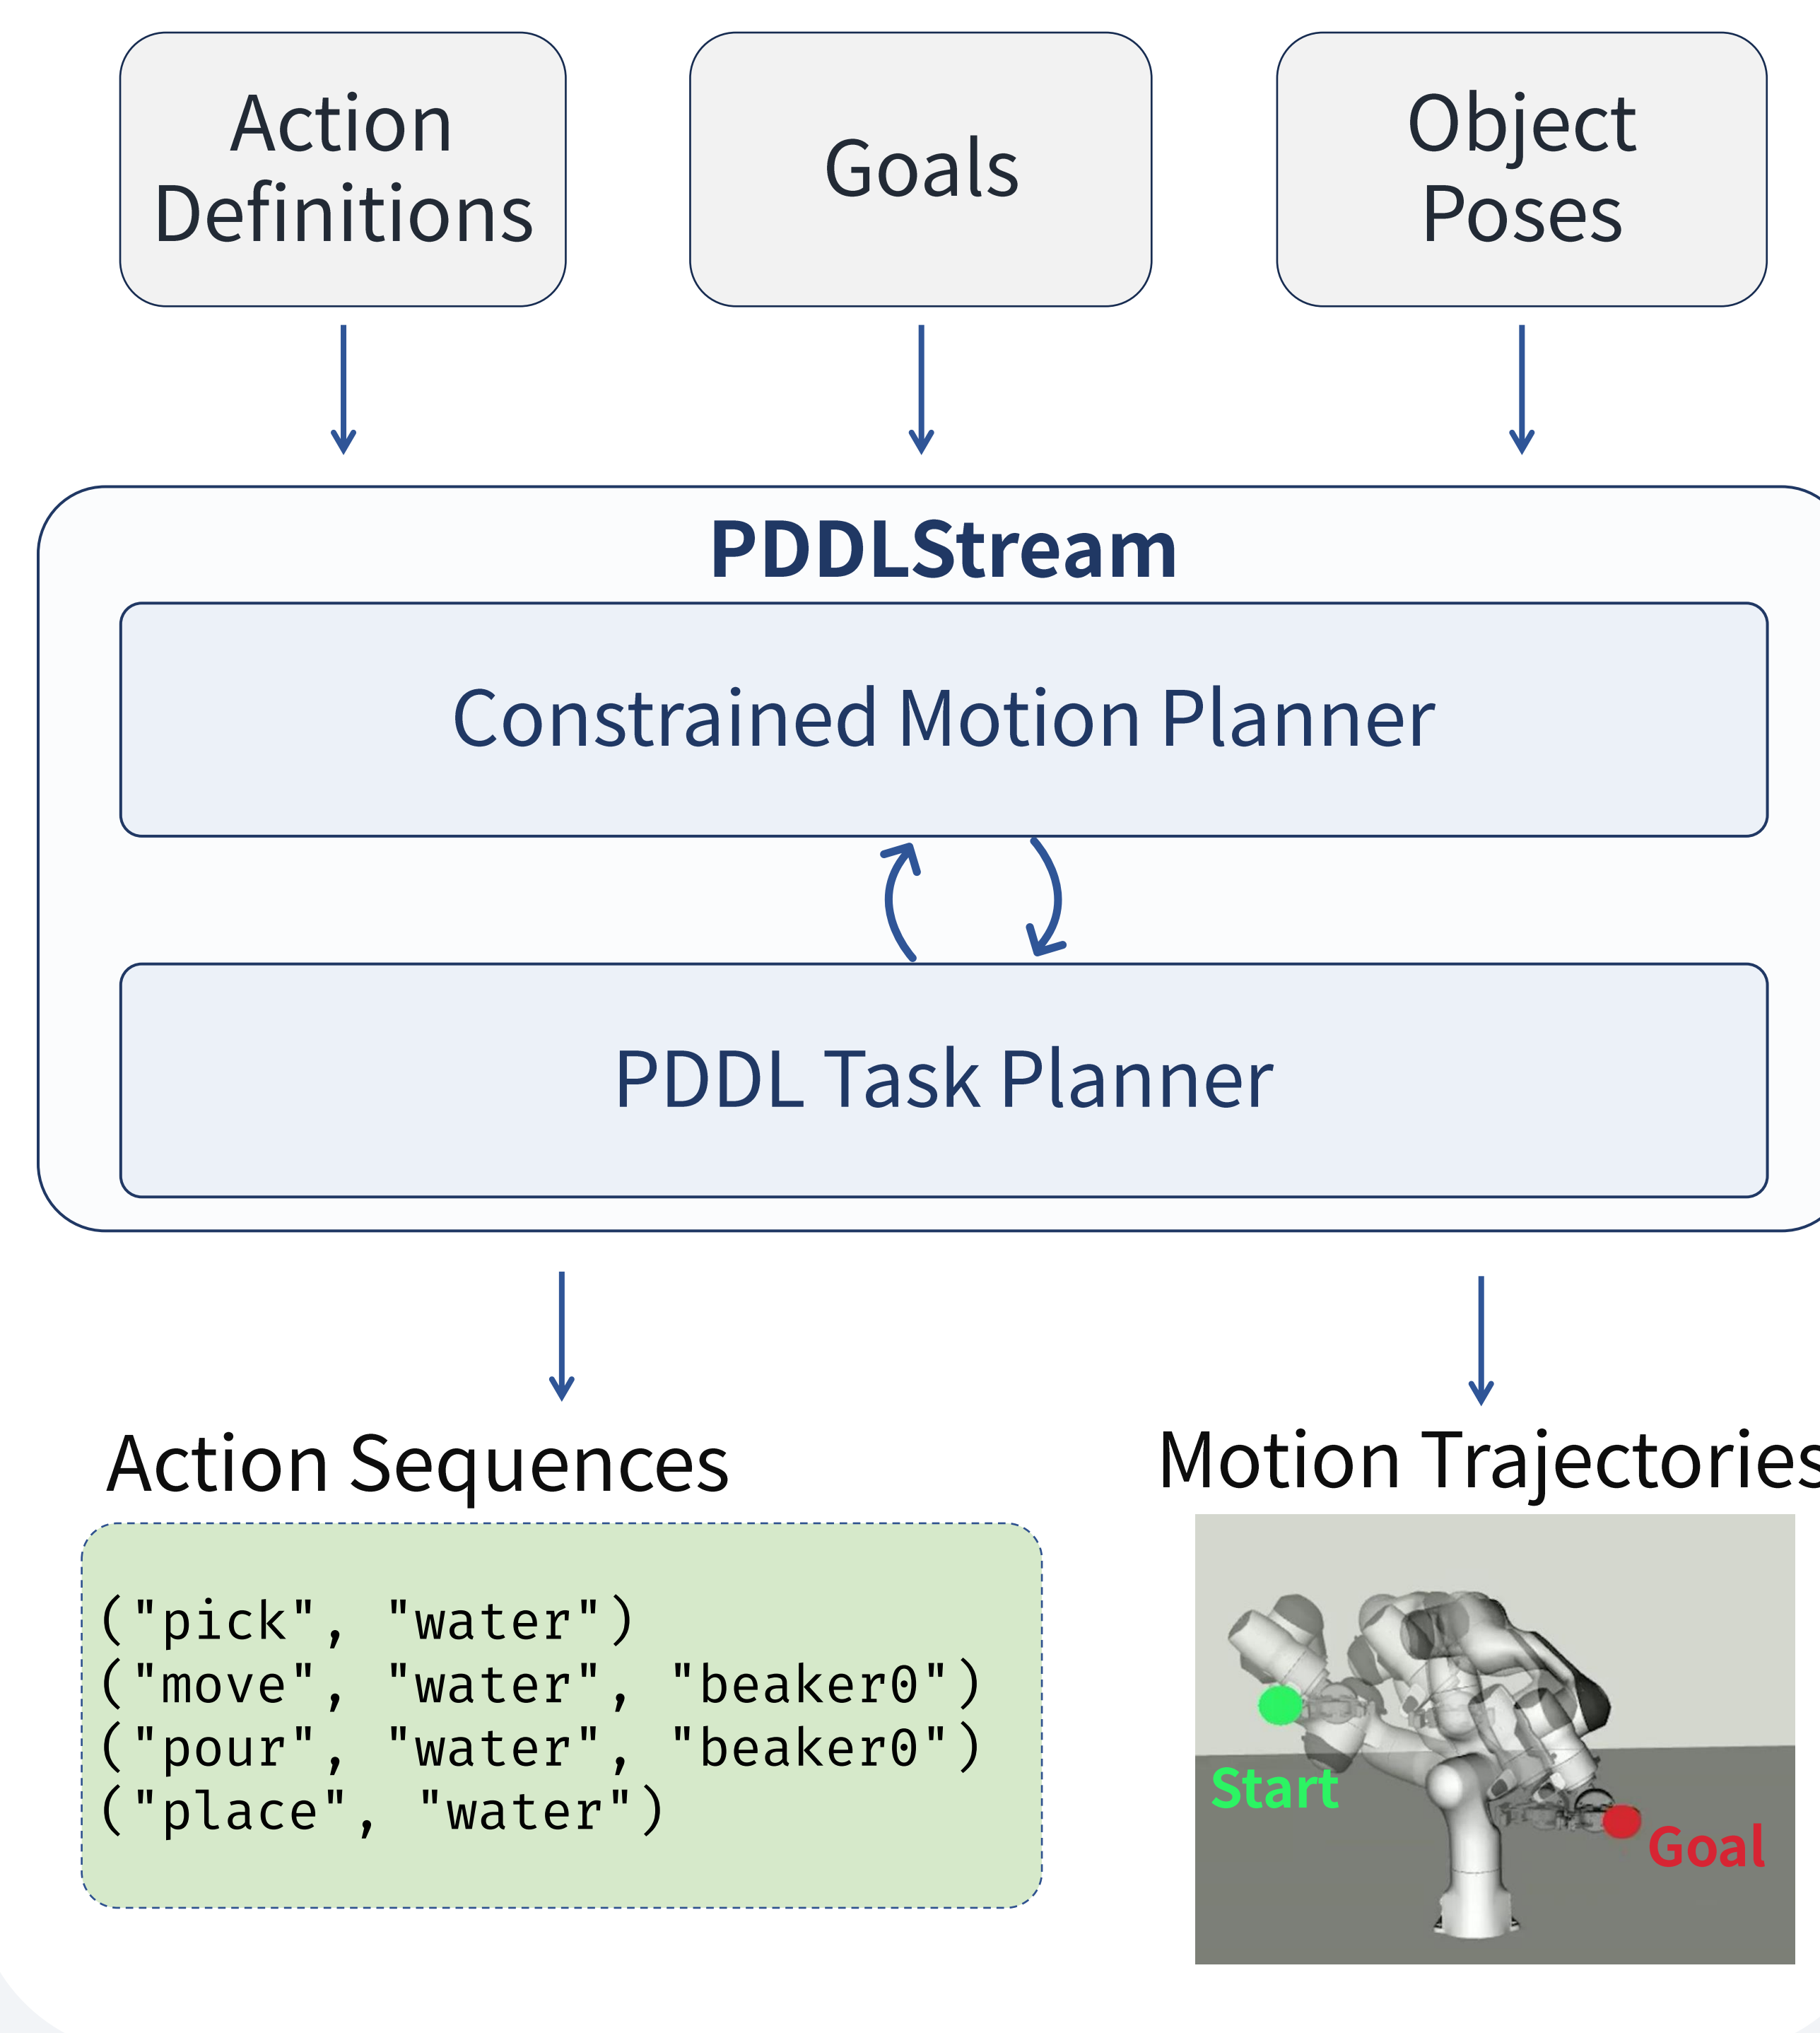 Action
Definitions
Goals
Object
Poses
PDDLStream
Constrained Motion Planner
PDDL Task Planner
Action Sequences
Motion Trajectories
("pick", "water")
("move", "water", "beaker0")
("pour", "water", "beaker0")
("place", "water")
Start
Goal